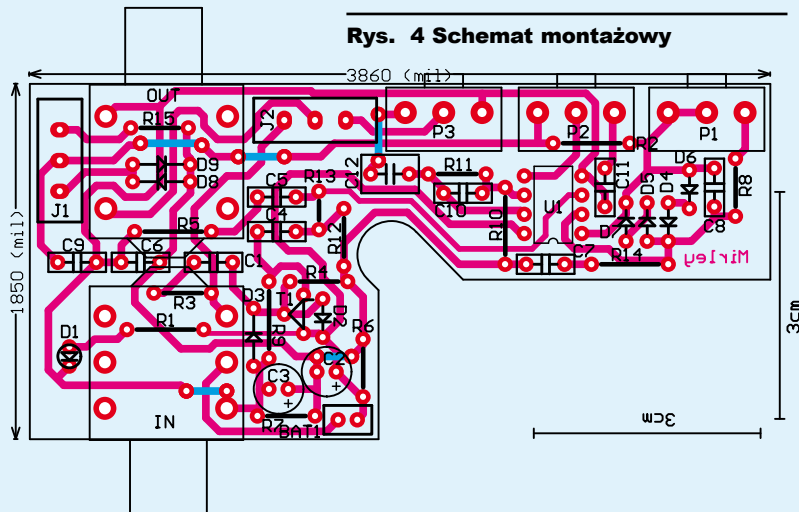 Rys. 4 Schemat montażowy
3860 (mil)
1850 (mil)
OUT
R15
J2
P3
P2
R2
P1
D9
D8
J1
C12
R11
C11
D6
R8
R13
C5
C10
U1
D5
D4
C4
R5
R12
R10
D7
C8
C9
C6
C1
C7
R14
Mirley
R3
D3
T1
R4
D2
R1
R9
R6
D1
C2
C3
IN
R7
BAT1
3cm
3cm